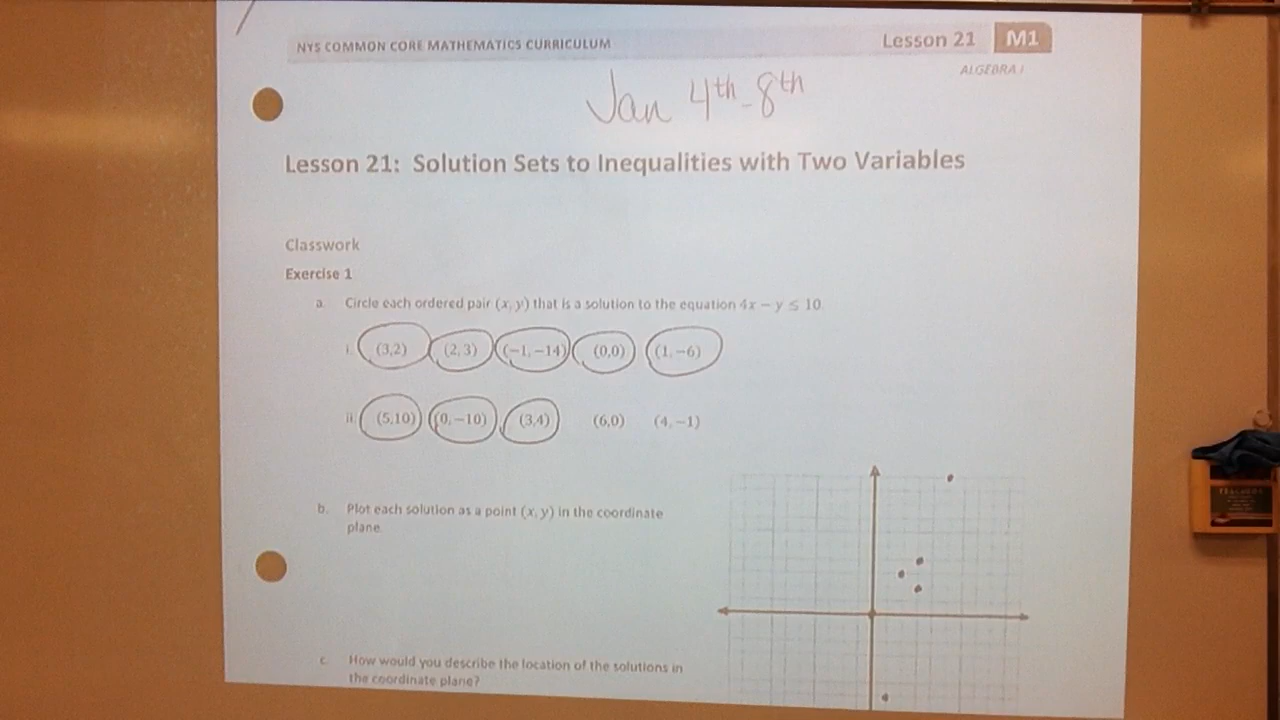 NYS COMMON CORE MATHEMATICS CURRICULUM Lesson 21 M1
ALGEBRA I
Jan 4th-8th
Lesson 21: Solution Sets to Inequalities with Two Variables
Classwork
Exercise 1
a. Circle each ordered pair (x, y) that is a solution to the equation 4x − y ≤ 10.
i. (3,2) (2,3) (−1,−14) (0,0) (1,−6)
ii. (5,10) (0,−10) (3,4) (6,0) (4,−1)
b. Plot each solution as a point (x, y) in the coordinate
plane.
c. How would you describe the location of the solutions in
the coordinate plane?